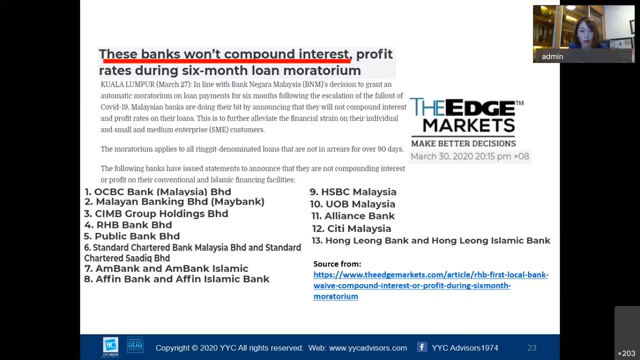 These banks won't compound interest, profit
rates during six-month loan moratorium
KUALA LUMPUR (March 27): In line with Bank Negara Malaysia's (BNM) decision to grant an
automatic moratorium on loan payments for six months following the escalation of the fallout of
Covid-19, Malaysian banks are doing their bit by announcing that they will not compound interest
and profit rates on their loans. This is to further alleviate the financial strain on their individual
and small and medium enterprise (SME) customers.
The moratorium applies to all ringgit-denominated loans that are not in arrears for over 90 days.
The following banks have issued statements to announce that they are not compounding interest
or profit on their conventional and Islamic financing facilities:
1. OCBC Bank (Malaysia) Bhd
2. Malayan Banking Bhd (Maybank)
3. CIMB Group Holdings Bhd
4. RHB Bank Bhd
5. Public Bank Bhd
6. Standard Chartered Bank Malaysia Bhd and Standard
Chartered Saadiq Bhd
7. AmBank and AmBank Islamic
8. Affin Bank and Affin Islamic Bank
9. HSBC Malaysia
10. UOB Malaysia
11. Alliance Bank
12. Citi Malaysia
13. Hong Leong Bank and Hong Leong Islamic Bank
THEEDGE™
MARKETS
MAKE BETTER DECISIONS
March 30, 2020 20:15 pm +08
Source from:
https://www.theedgemarkets.com/article/rhb-first-local-bank-
waive-compound-interest-or-profit-during-sixmonth-
moratorium
Copyright © 2020 YYC All rights reserved.
Web: www.yycadvisors.com
YYC Advisors1974
23
admin
+203